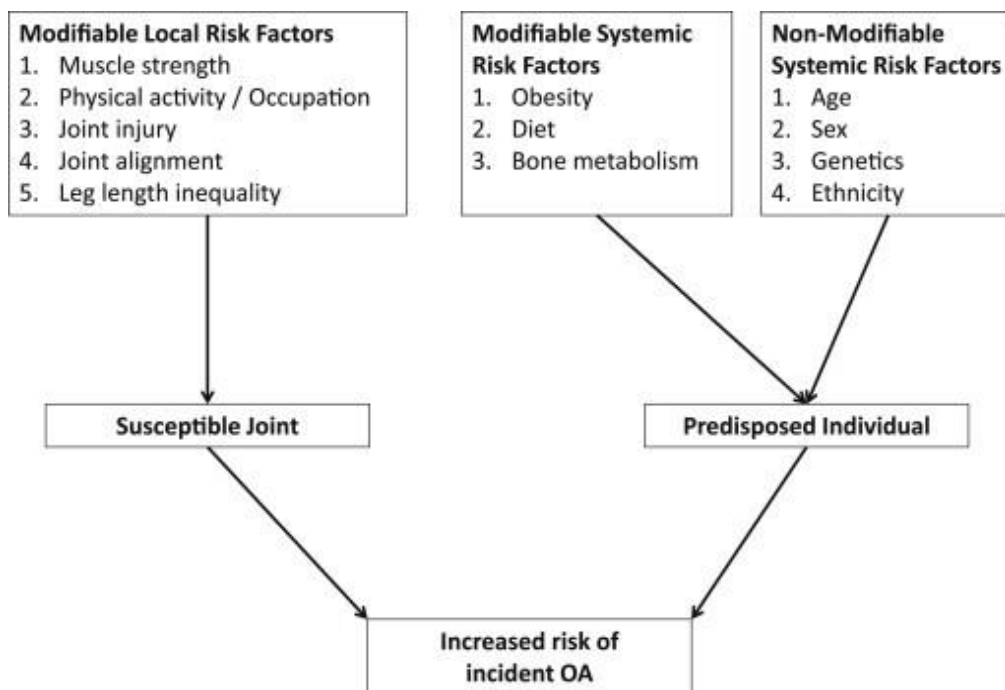 Modifiable Local Risk Factors
1. Muscle strength
2. Physical activity / Occupation
3. Joint injury
4. Joint alignment
5. Leg length inequality
Modifiable Systemic
Risk Factors
1. Obesity
2. Diet
3. Bone metabolism
Non-Modifiable
Systemic Risk Factors
1. Age
2. Sex
3. Genetics
4. Ethnicity
Susceptible Joint
Predisposed Individual
Increased risk of
incident OA